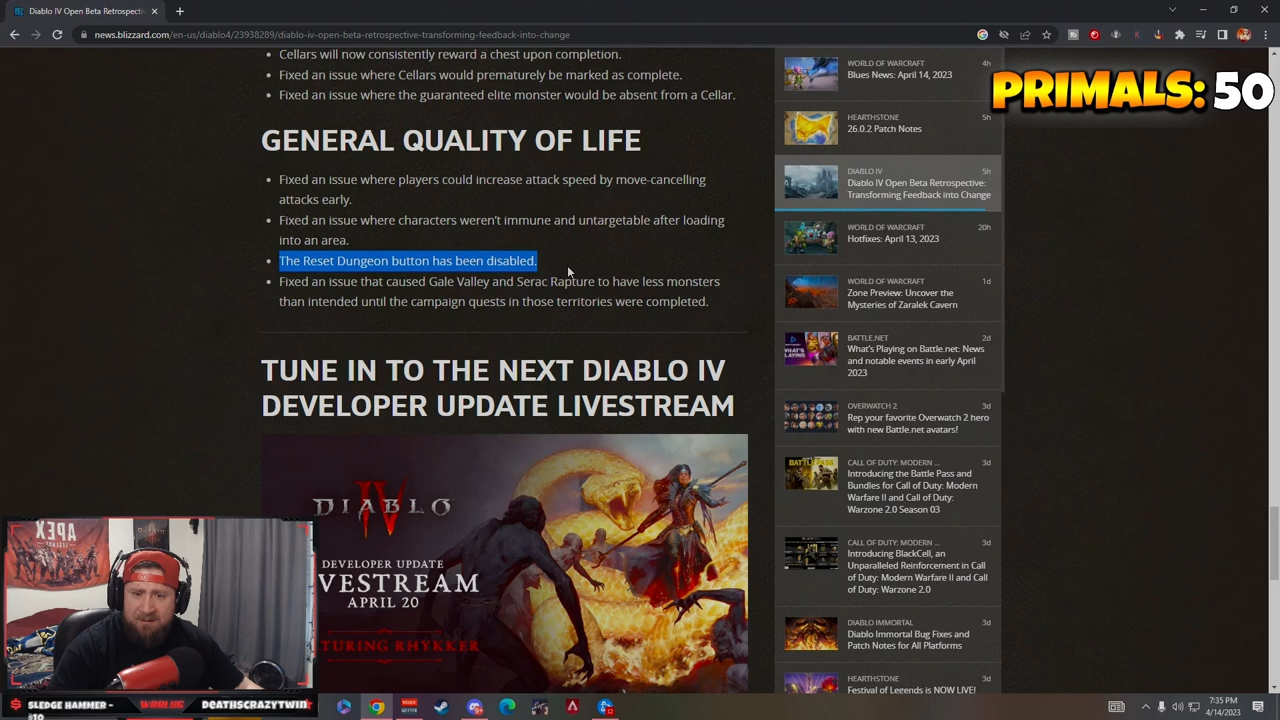 Diablo IV Open Beta Retrospective
news.blizzard.com/en-us/diablo4/23938289/diablo-iv-open-beta-retrospective-transforming-feedback-into-change
PRIMALS: 50
Cellars will now consistently reward a chest upon completion.
Fixed an issue where Cellars would prematurely be marked as complete.
Fixed an issue where the guaranteed elite monster would be absent from a Cellar.
GENERAL QUALITY OF LIFE
Fixed an issue where players could increase attack speed by move-cancelling
attacks early.
Fixed an issue where characters weren't immune and untargetable after loading
into an area.
The Reset Dungeon button has been disabled.
Fixed an issue that caused Gale Valley and Serac Rapture to have less monsters
than intended until the campaign quests in those territories were completed.
TUNE IN TO THE NEXT DIABLO IV
DEVELOPER UPDATE LIVESTREAM
DIABLO
IV
DEVELOPER UPDATE
VESTREAM
APRIL 20
TURING RHYKKER
WORLD OF WARCRAFT 4h
Blues News: April 14, 2023
HEARTHSTONE 5h
26.0.2 Patch Notes
DIABLO IV 5h
Diablo IV Open Beta Retrospective:
Transforming Feedback into Change
WORLD OF WARCRAFT 20h
Hotfixes: April 13, 2023
WORLD OF WARCRAFT 1d
Zone Preview: Uncover the
Mysteries of Zaralek Cavern
BATTLE.NET 2d
What's Playing on Battle.net: News
and notable events in early April
2023
OVERWATCH 2 3d
Rep your favorite Overwatch 2 hero
with new Battle.net avatars!
CALL OF DUTY: MODERN ... 3d
Introducing the Battle Pass and
Bundles for Call of Duty: Modern
Warfare II and Call of Duty:
Warzone 2.0 Season 03
CALL OF DUTY: MODERN ... 3d
Introducing BlackCell, an
Unparalleled Reinforcement in Call
of Duty: Modern Warfare II and Call
of Duty: Warzone 2.0
DIABLO IMMORTAL 3d
Diablo Immortal Bug Fixes and
Patch Notes for All Platforms
HEARTHSTONE 3d
Festival of Legends is NOW LIVE!
APEX
SLEDGE HAMMER -
$10
WARLUG
DEATHSCRAZYTWIN
7:35 PM
4/14/2023